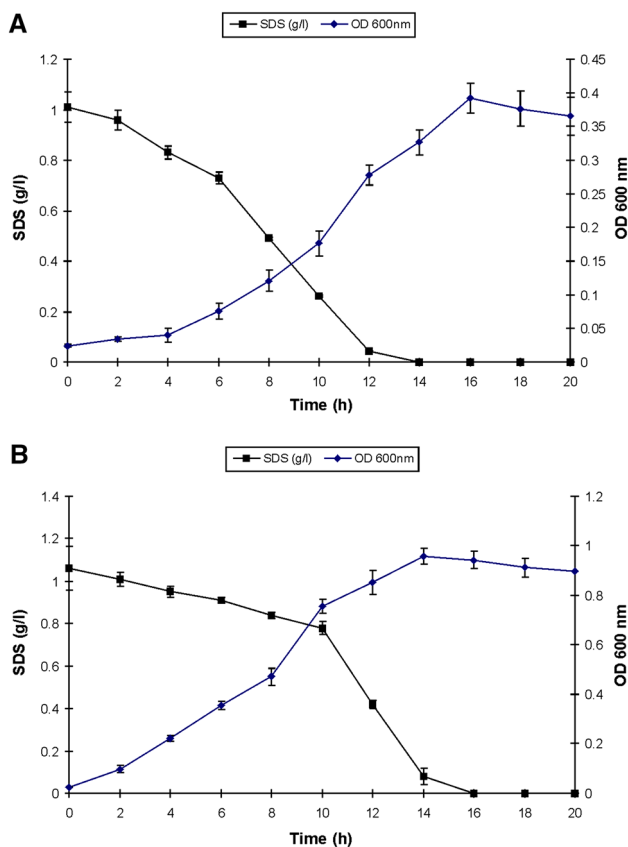 A
SDS (g/l) OD 600nm
1.2 0.45
1 0.4
0.35
0.8 0.3
0.25
0.6
0.2
0.4 0.15
0.1
0.2
0.05
0 0
SDS (g/l)
OD 600 nm
0 2 4 6 8 10 12 14 16 18 20
Time (h)
B
SDS (g/l) OD 600nm
1.4 1.2
1.2 1
1
0.8 0.8
0.6 0.6
0.4 0.4
0.2 0.2
0 0
SDS (g/l)
OD 600 nm
0 2 4 6 8 10 12 14 16 18 20
Time (h)